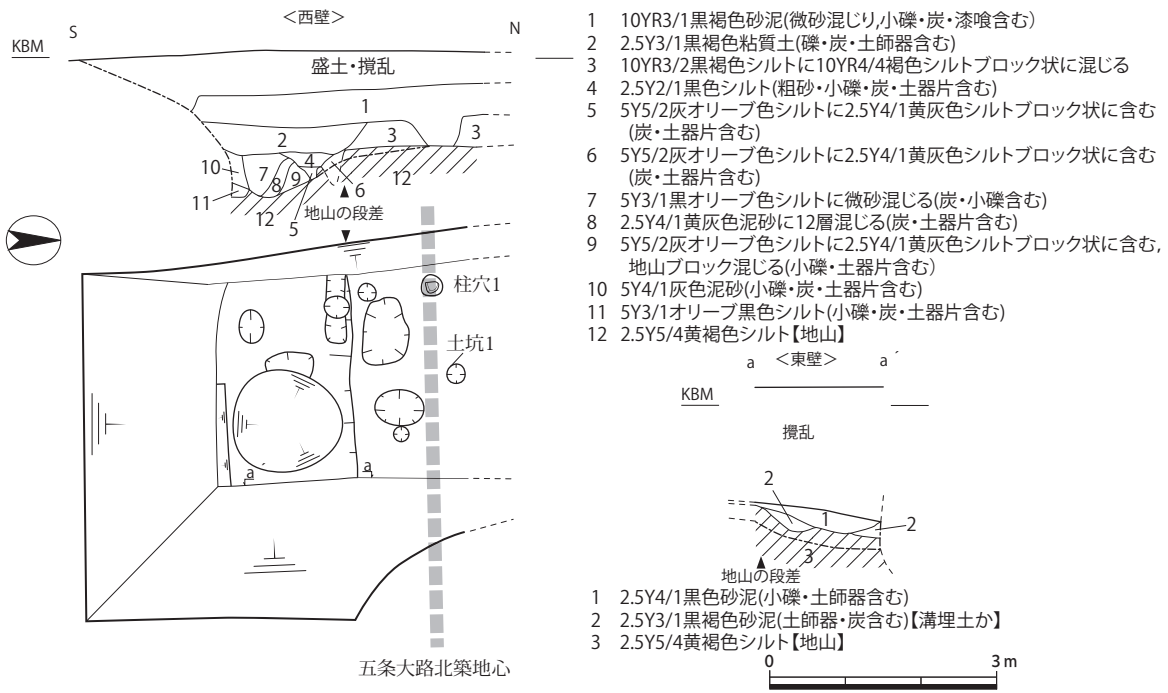 ＜西壁＞
S
N
KBM
盛土・攪乱
1
2
3
3
4
10
7
9
8
12
6
11
12
5
地山の段差
柱穴1
土坑1
a
a
五条大路北築地心
1 10YR3/1黒褐色砂泥(微砂混じり,小礫・炭・漆喰含む)
2 2.5Y3/1黒褐色粘質土(礫・炭・土師器含む)
3 10YR3/2黒褐色シルトに10YR4/4褐色シルトブロック状に混じる
4 2.5Y2/1黒色シルト(粗砂・小礫・炭・土器片含む)
5 5Y5/2灰オリーブ色シルトに2.5Y4/1黄灰色シルトブロック状に含む
(炭・土器片含む)
6 5Y5/2灰オリーブ色シルトに2.5Y4/1黄灰色シルトブロック状に含む
(炭・土器片含む)
7 5Y3/1黒オリーブ色シルトに微砂混じる(炭・小礫含む)
8 2.5Y4/1黄灰色泥砂に12層混じる(炭・土器片含む)
9 5Y5/2灰オリーブ色シルトに2.5Y4/1黄灰色シルトブロック状に含む,
地山ブロック混じる(小礫・土器片含む)
10 5Y4/1灰色泥砂(小礫・炭・土器片含む)
11 5Y3/1オリーブ黒色シルト(小礫・炭・土器片含む)
12 2.5Y5/4黄褐色シルト【地山】
a ＜東壁＞ a´
KBM
攪乱
2
1
2
3
地山の段差
1 2.5Y4/1黒色砂泥(小礫・土師器含む)
2 2.5Y3/1黒褐色砂泥(土師器・炭含む)【溝埋土か】
3 2.5Y5/4黄褐色シルト【地山】
0 3m